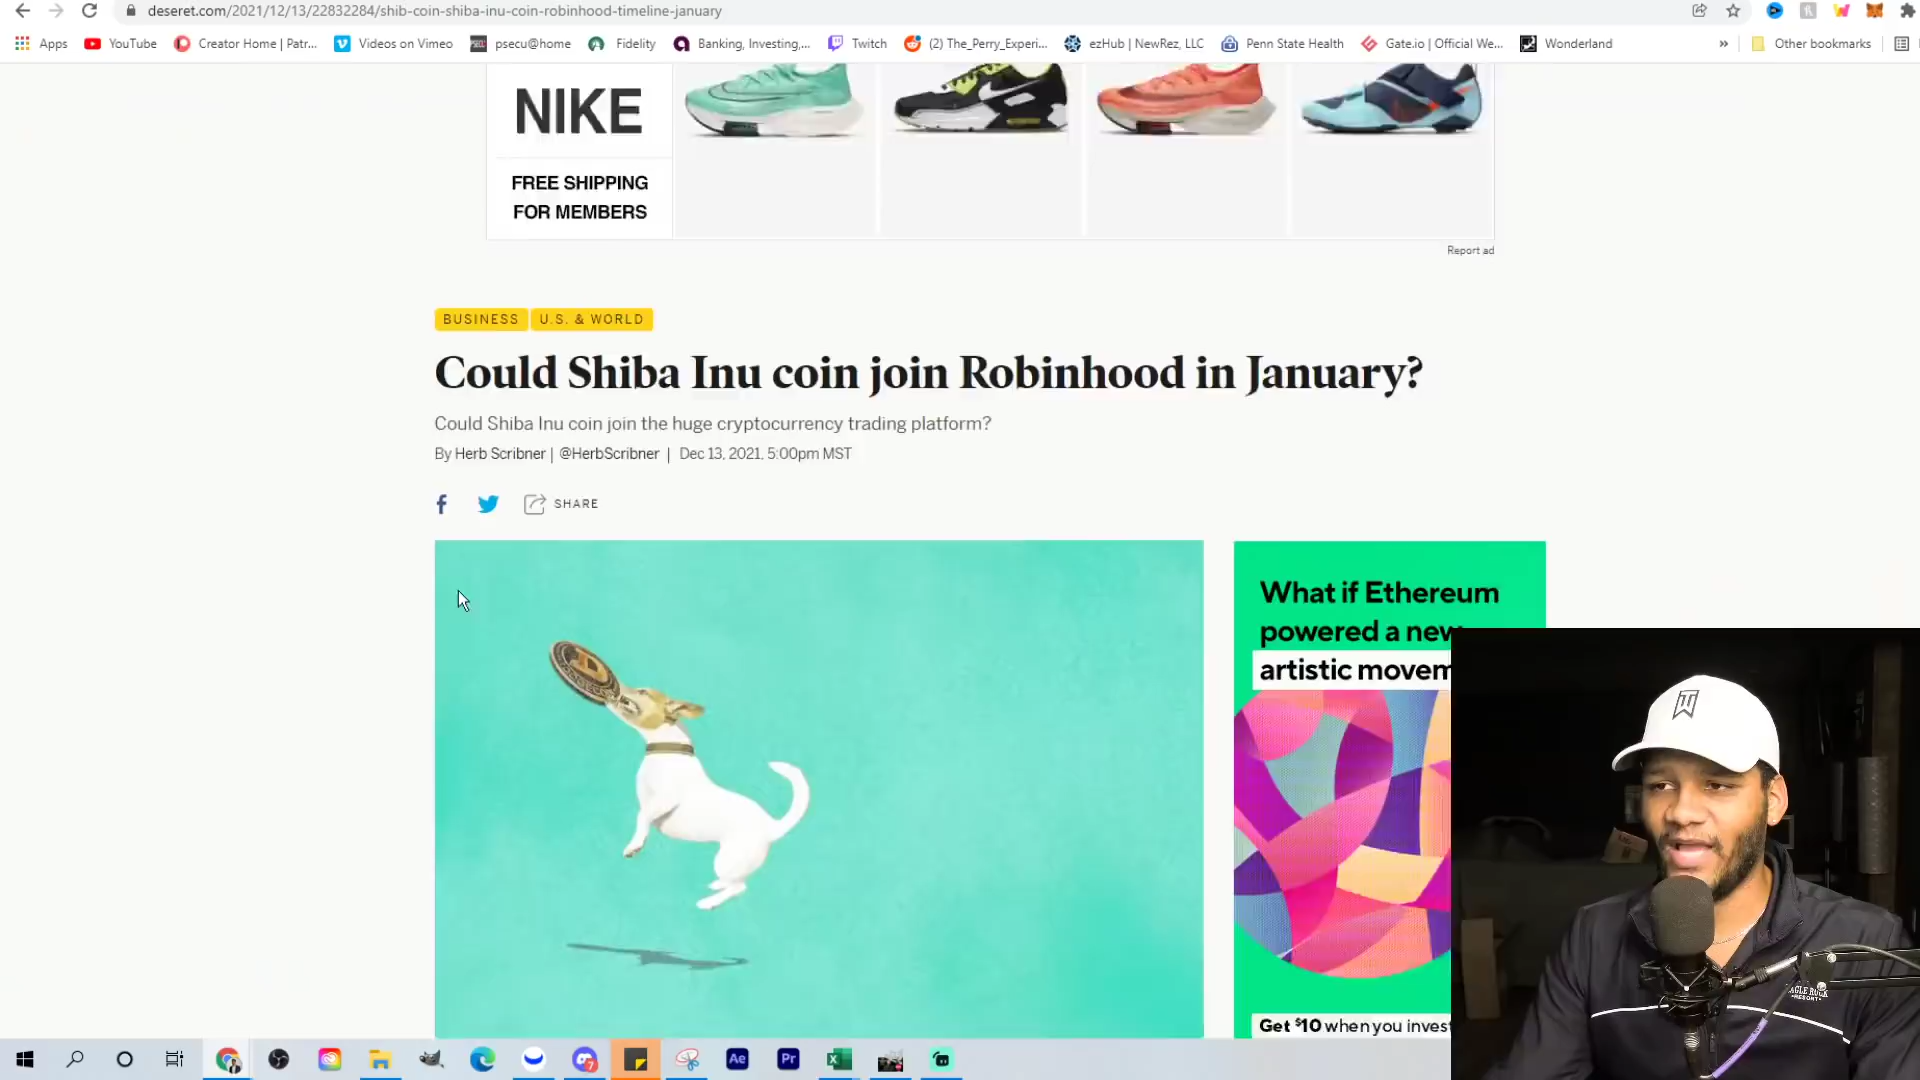 deseret.com/2021/12/13/22832284/shib-coin-shiba-inu-coin-robinhood-timeline-january
Apps YouTube Creator Home | Patr... Videos on Vimeo psecu@home Fidelity Banking, Investing,... Twitch (2) The_Perry_Experi... ezHub | NewRez, LLC Penn State Health Gate.io | Official We... Wonderland » Other bookmarks
NIKE
FREE SHIPPING
FOR MEMBERS
Report ad
BUSINESS U.S. & WORLD
Could Shiba Inu coin join Robinhood in January?
Could Shiba Inu coin join the huge cryptocurrency trading platform?
By Herb Scribner | @HerbScribner | Dec 13, 2021, 5:00pm MST
SHARE
What if Ethereum
powered a new
artistic movem
Get $10 when you invest
Ae Pr